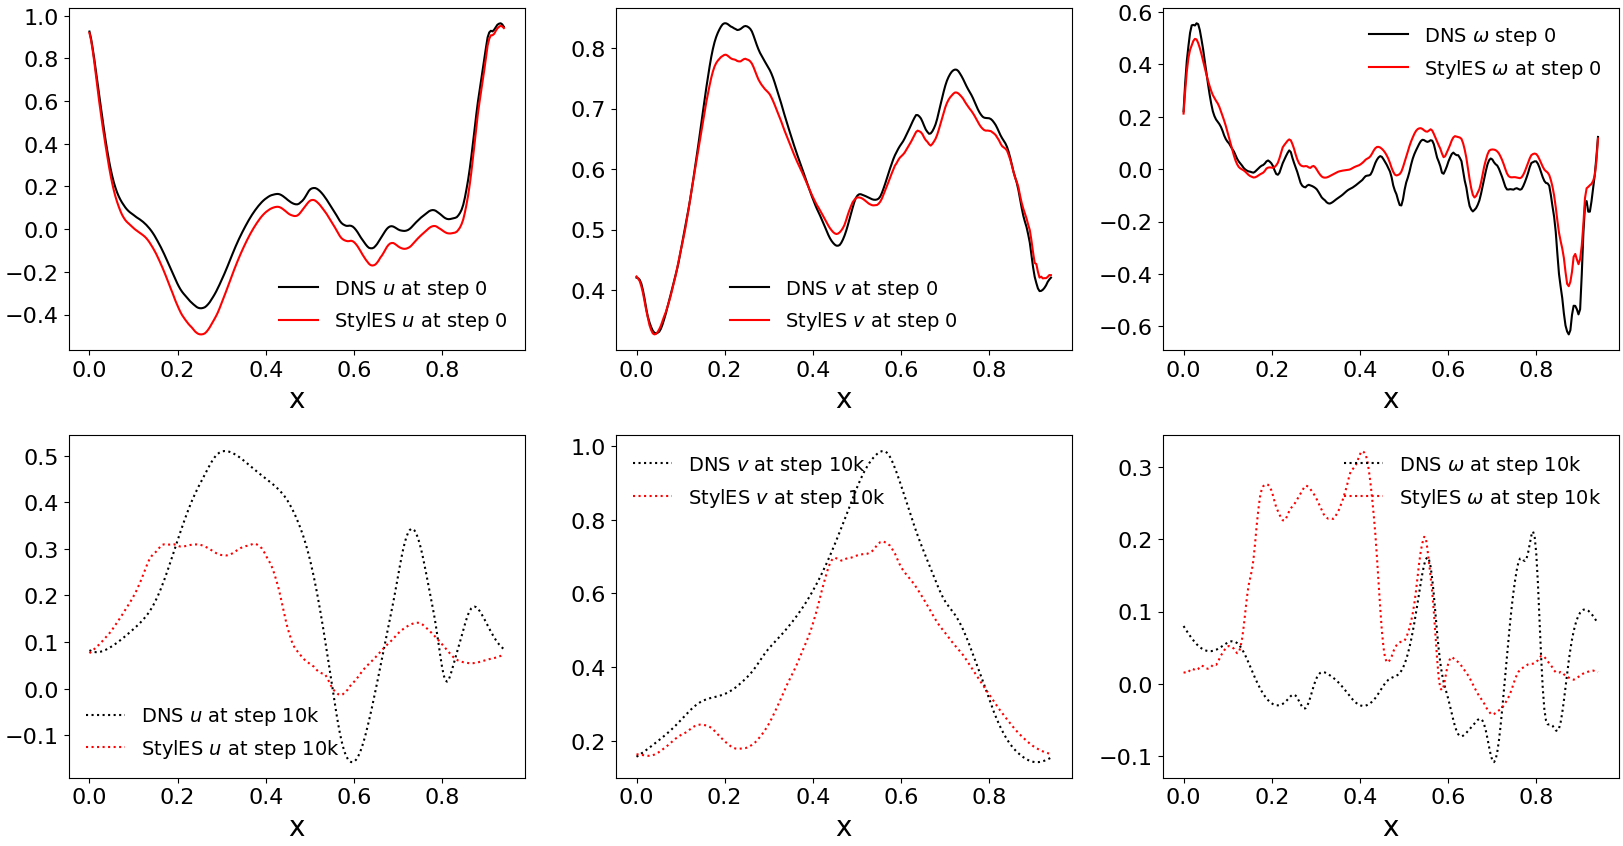 1.0
0.8
0.6
0.4
0.2
0.0
−0.2
−0.4
DNS u at step 0
StylES u at step 0
0.0 0.2 0.4 0.6 0.8
x
0.8
0.7
0.6
0.5
0.4
DNS v at step 0
StylES v at step 0
0.0 0.2 0.4 0.6 0.8
x
0.6
0.4
0.2
0.0
−0.2
−0.4
−0.6
DNS ω step 0
StylES ω at step 0
0.0 0.2 0.4 0.6 0.8
x
0.5
0.4
0.3
0.2
0.1
0.0
−0.1
DNS u at step 10k
StylES u at step 10k
0.0 0.2 0.4 0.6 0.8
x
1.0
0.8
0.6
0.4
0.2
DNS v at step 10k
StylES v at step 10k
0.0 0.2 0.4 0.6 0.8
x
0.3
0.2
0.1
0.0
−0.1
DNS ω at step 10k
StylES ω at step 10k
0.0 0.2 0.4 0.6 0.8
x